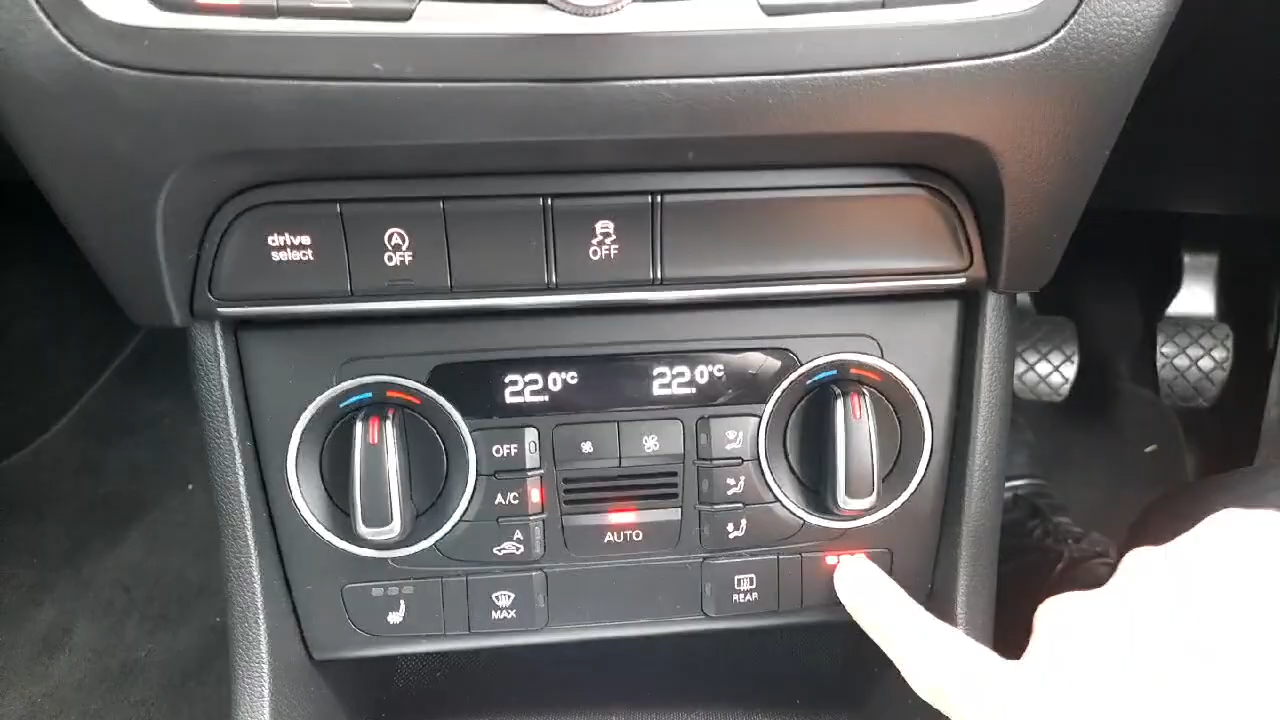 drive
select
A
OFF
OFF
22.0°C
22.0°C
OFF
A/C
A
AUTO
MAX
REAR